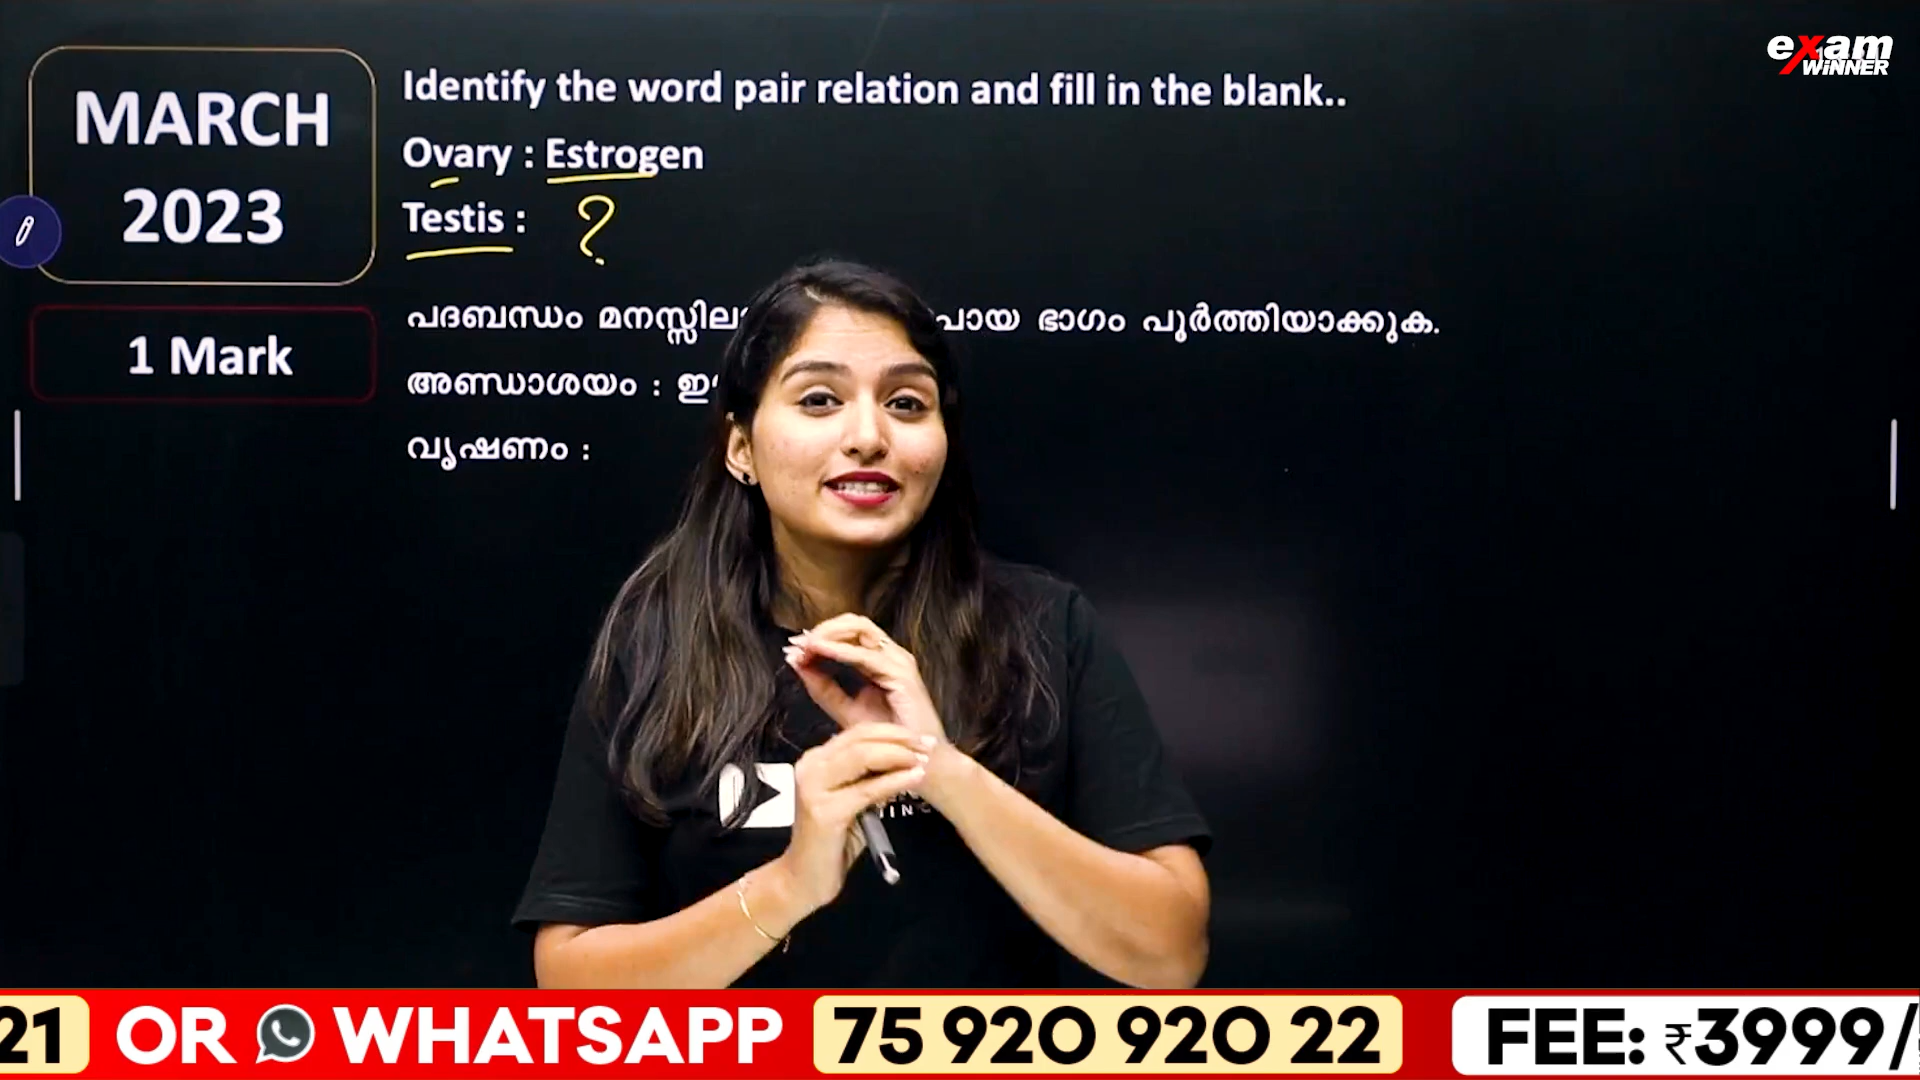 exam
WINNER
MARCH
2023
1 Mark
Identify the word pair relation and fill in the blank..
Ovary : Estrogen
Testis : ?
പദബന്ധം ഭാഗം പൂർത്തിയാക്കുക.
അണ്ഡാശയം :
വൃഷണം :
21 OR WHATSAPP 75 920 920 22 FEE: ₹3999/